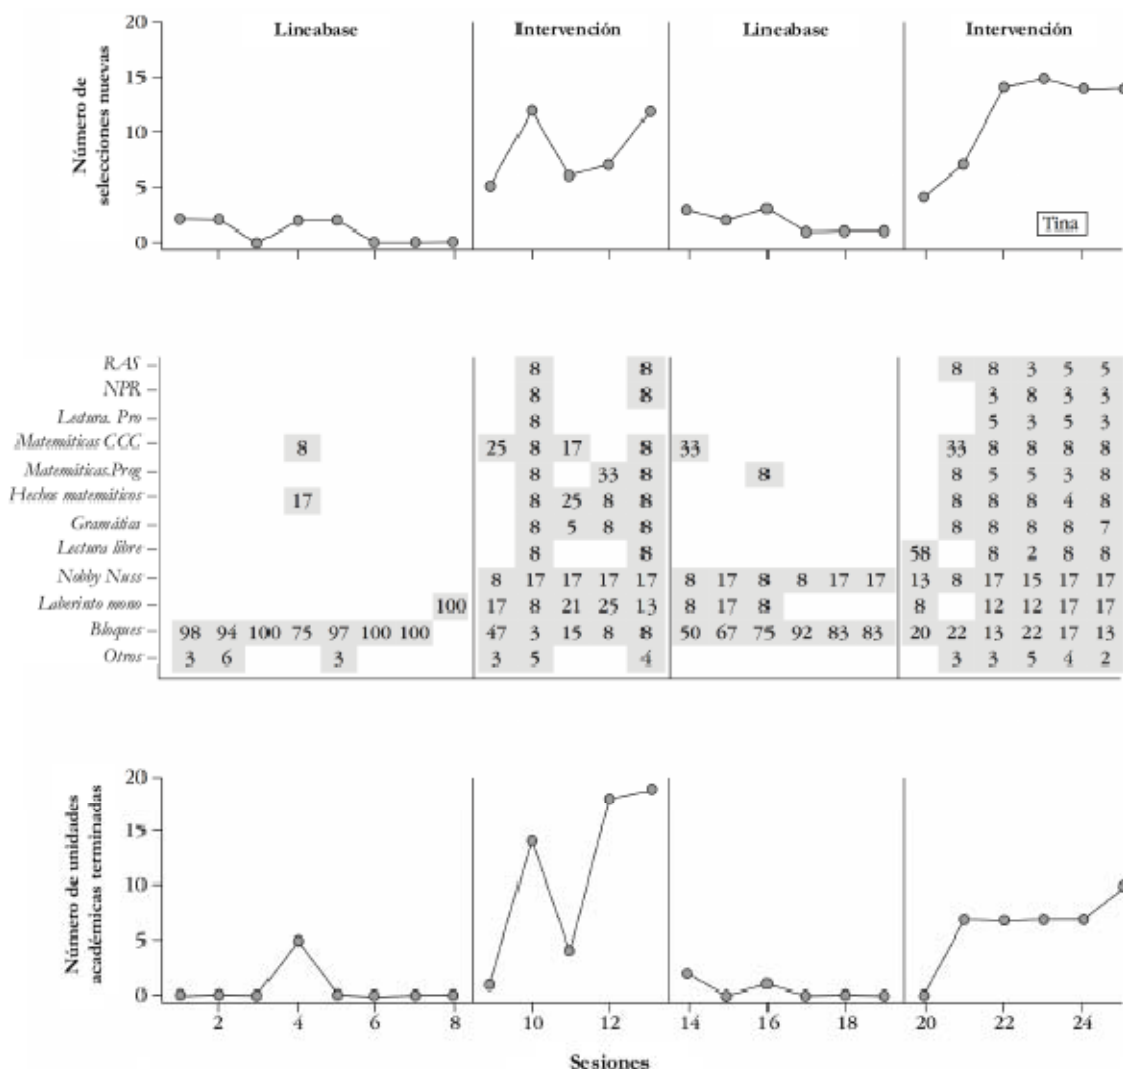 Número de
selecciones nuevas
20
15
10
5
0
Lineabase Intervención Lineabase Intervención
Tina
RAS 8 8 8 8 3 5 5
NPR 8 8 3 8 3 3
Lectura. Pro 8 5 3 5 3
Matemáticas CCC 8 25 8 17 8 33 33 8 8 8 8
Matemáticas.Prog 8 33 8 8 8 5 5 3 8
Hechos matemáticos 17 8 25 8 8 8 8 8 4 8
Gramática 8 5 8 8 8 8 8 8 7
Lectura libre 8 8 58 8 2 8 8
Nobby Nuss 8 17 17 17 17 8 17 8 8 17 17 13 8 17 15 17 17
Laberinto mono 100 17 8 21 25 13 8 17 8 8 12 12 17 17
Bloques 98 94 100 75 97 100 100 47 3 15 8 8 50 67 75 92 83 83 20 22 13 22 17 13
Otros 3 6 3 3 5 4 3 3 5 4 2
Número de unidades
académicas terminadas
20
15
10
5
0
2 4 6 8 10 12 14 16 18 20 22 24
Sesiones